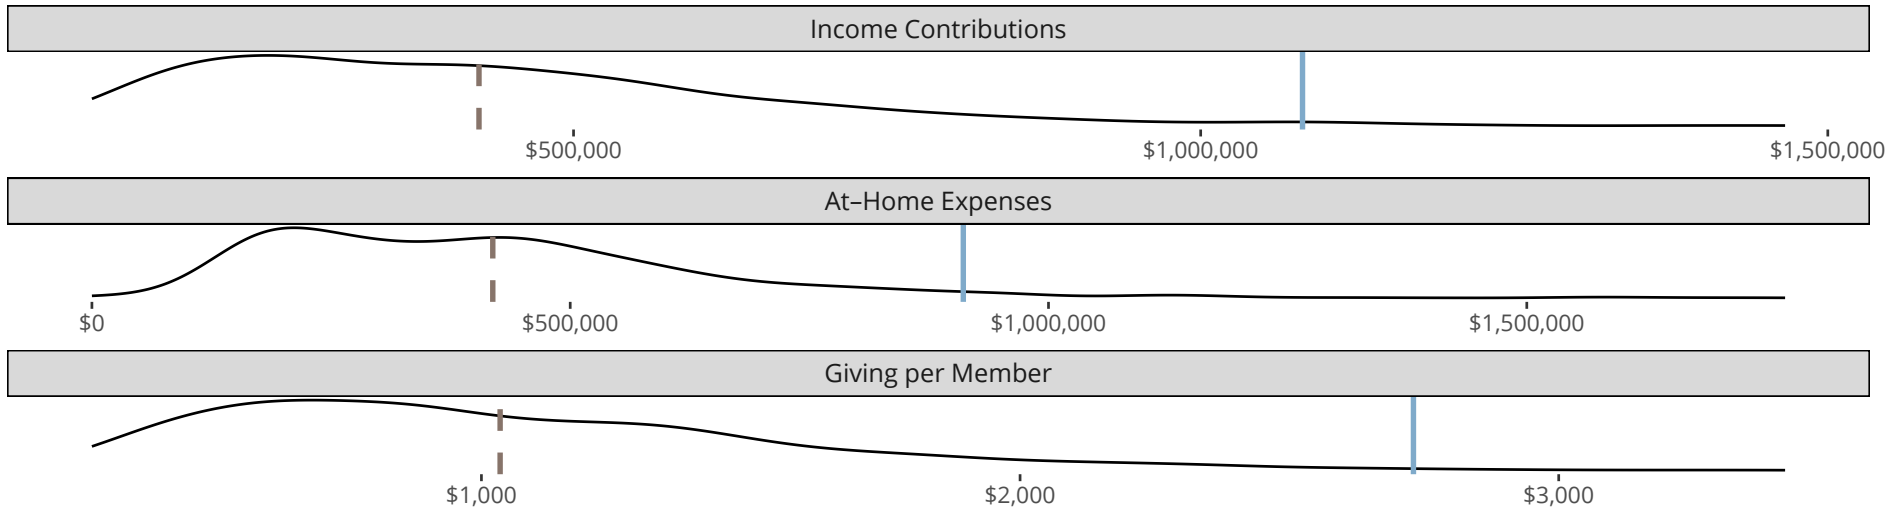 Income Contributions
$500,000 $1,000,000 $1,500,000
At–Home Expenses
$0 $500,000 $1,000,000 $1,500,000
Giving per Member
$1,000 $2,000 $3,000